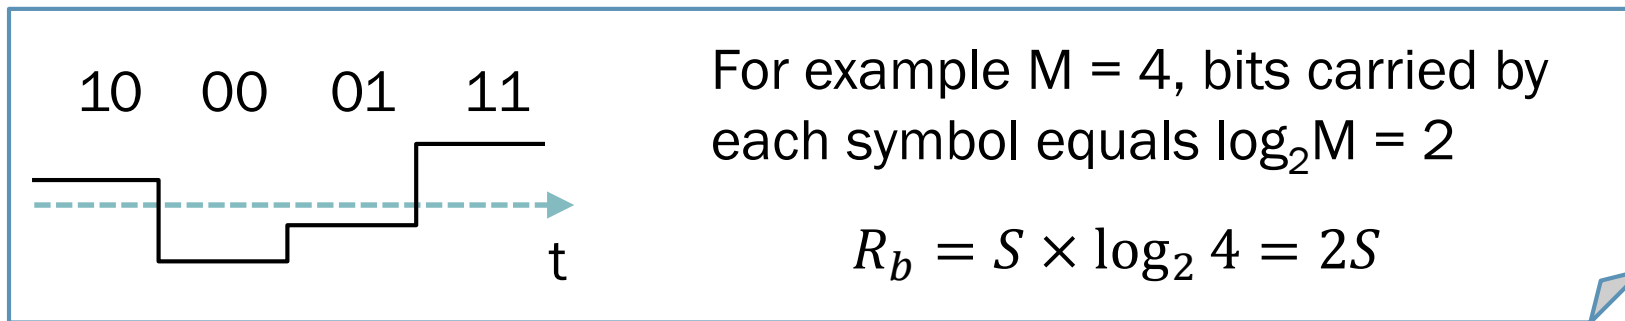 10 00 01 11
t
For example M = 4, bits carried by
each symbol equals log₂M = 2
R_b = S × log₂ 4 = 2S